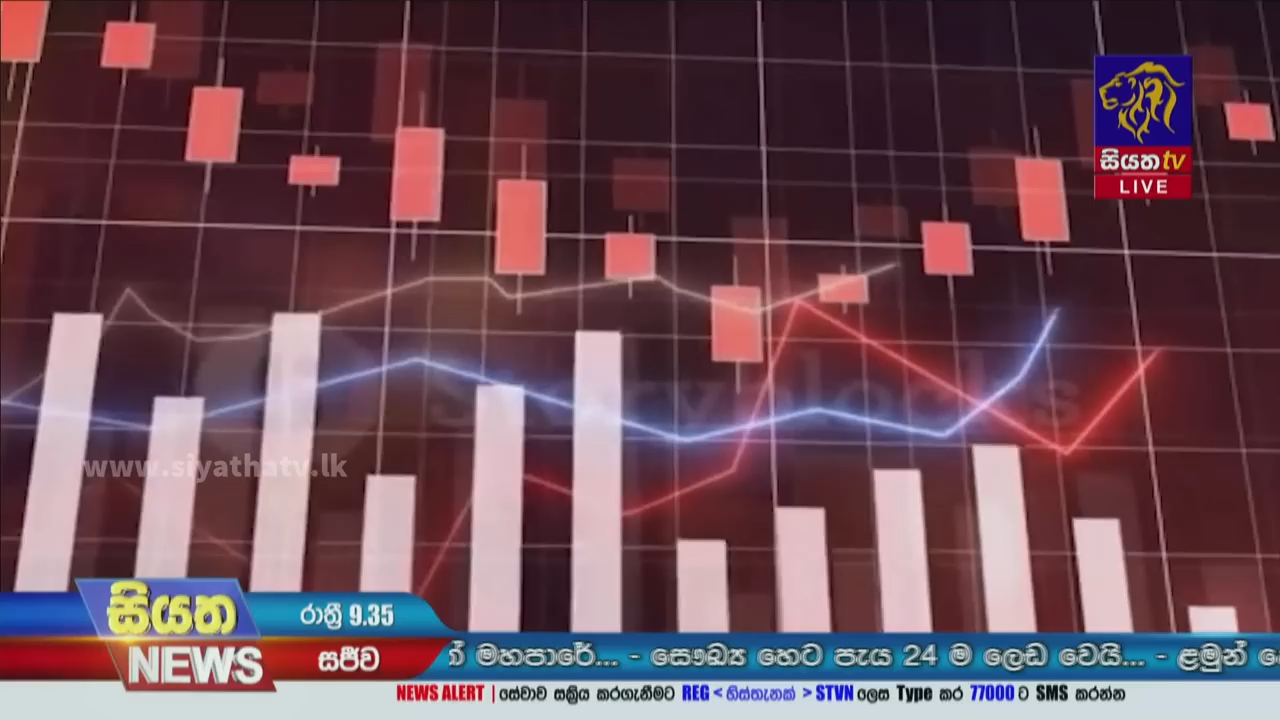 සියත tv
LIVE
Storyblocks
www.siyathatv.lk
සියත
NEWS
රාත්‍රී 9.35
සජීව
මහපාරේ... - සෞඛ්‍ය හෙට පැය 24 ම ලෙඩ වෙයි... - ළමුන්
NEWS ALERT | සේවාව සක්‍රිය කරගැනීමට REG < හිස්තැනක් > STVN ලෙස Type කර 77000 ට SMS කරන්න